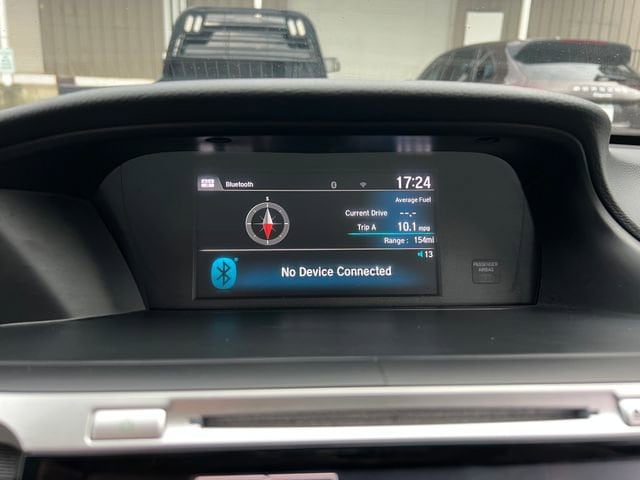 PORSCHE
Bluetooth
17:24
S
Average Fuel
Current Drive --.-
Trip A 10.1 mpg
Range: 154mi
13
No Device Connected
PASSENGER
AIRBAG